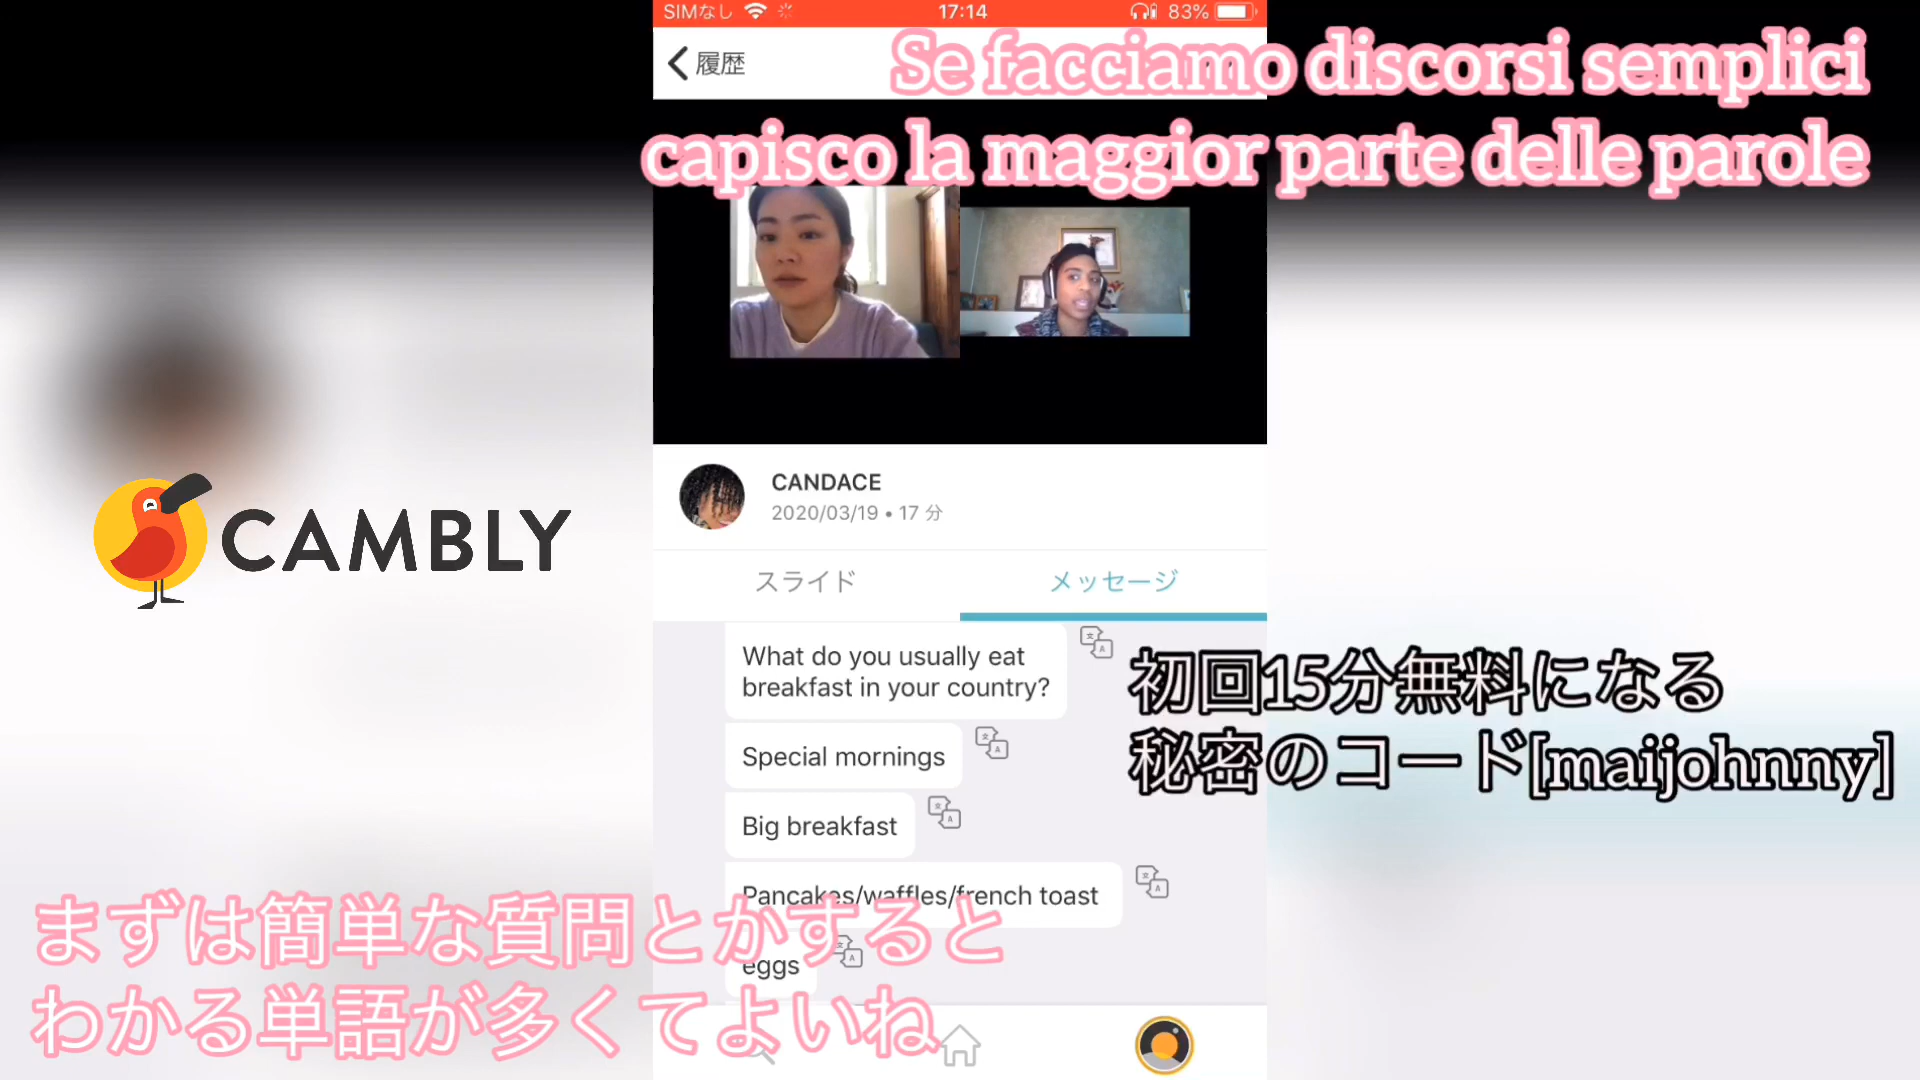 SIMなし 17:14 83%
履歴
Se facciamo discorsi semplici
capisco la maggior parte delle parole
CANDACE
2020/03/19 • 17 分
CAMBLY
スライド メッセージ
What do you usually eat
breakfast in your country?
初回15分無料になる
秘密のコード[maijohnny]
Special mornings
Big breakfast
Pancakes/waffles/french toast
eggs
まずは簡単な質問とかすると
わかる単語が多くてよいね